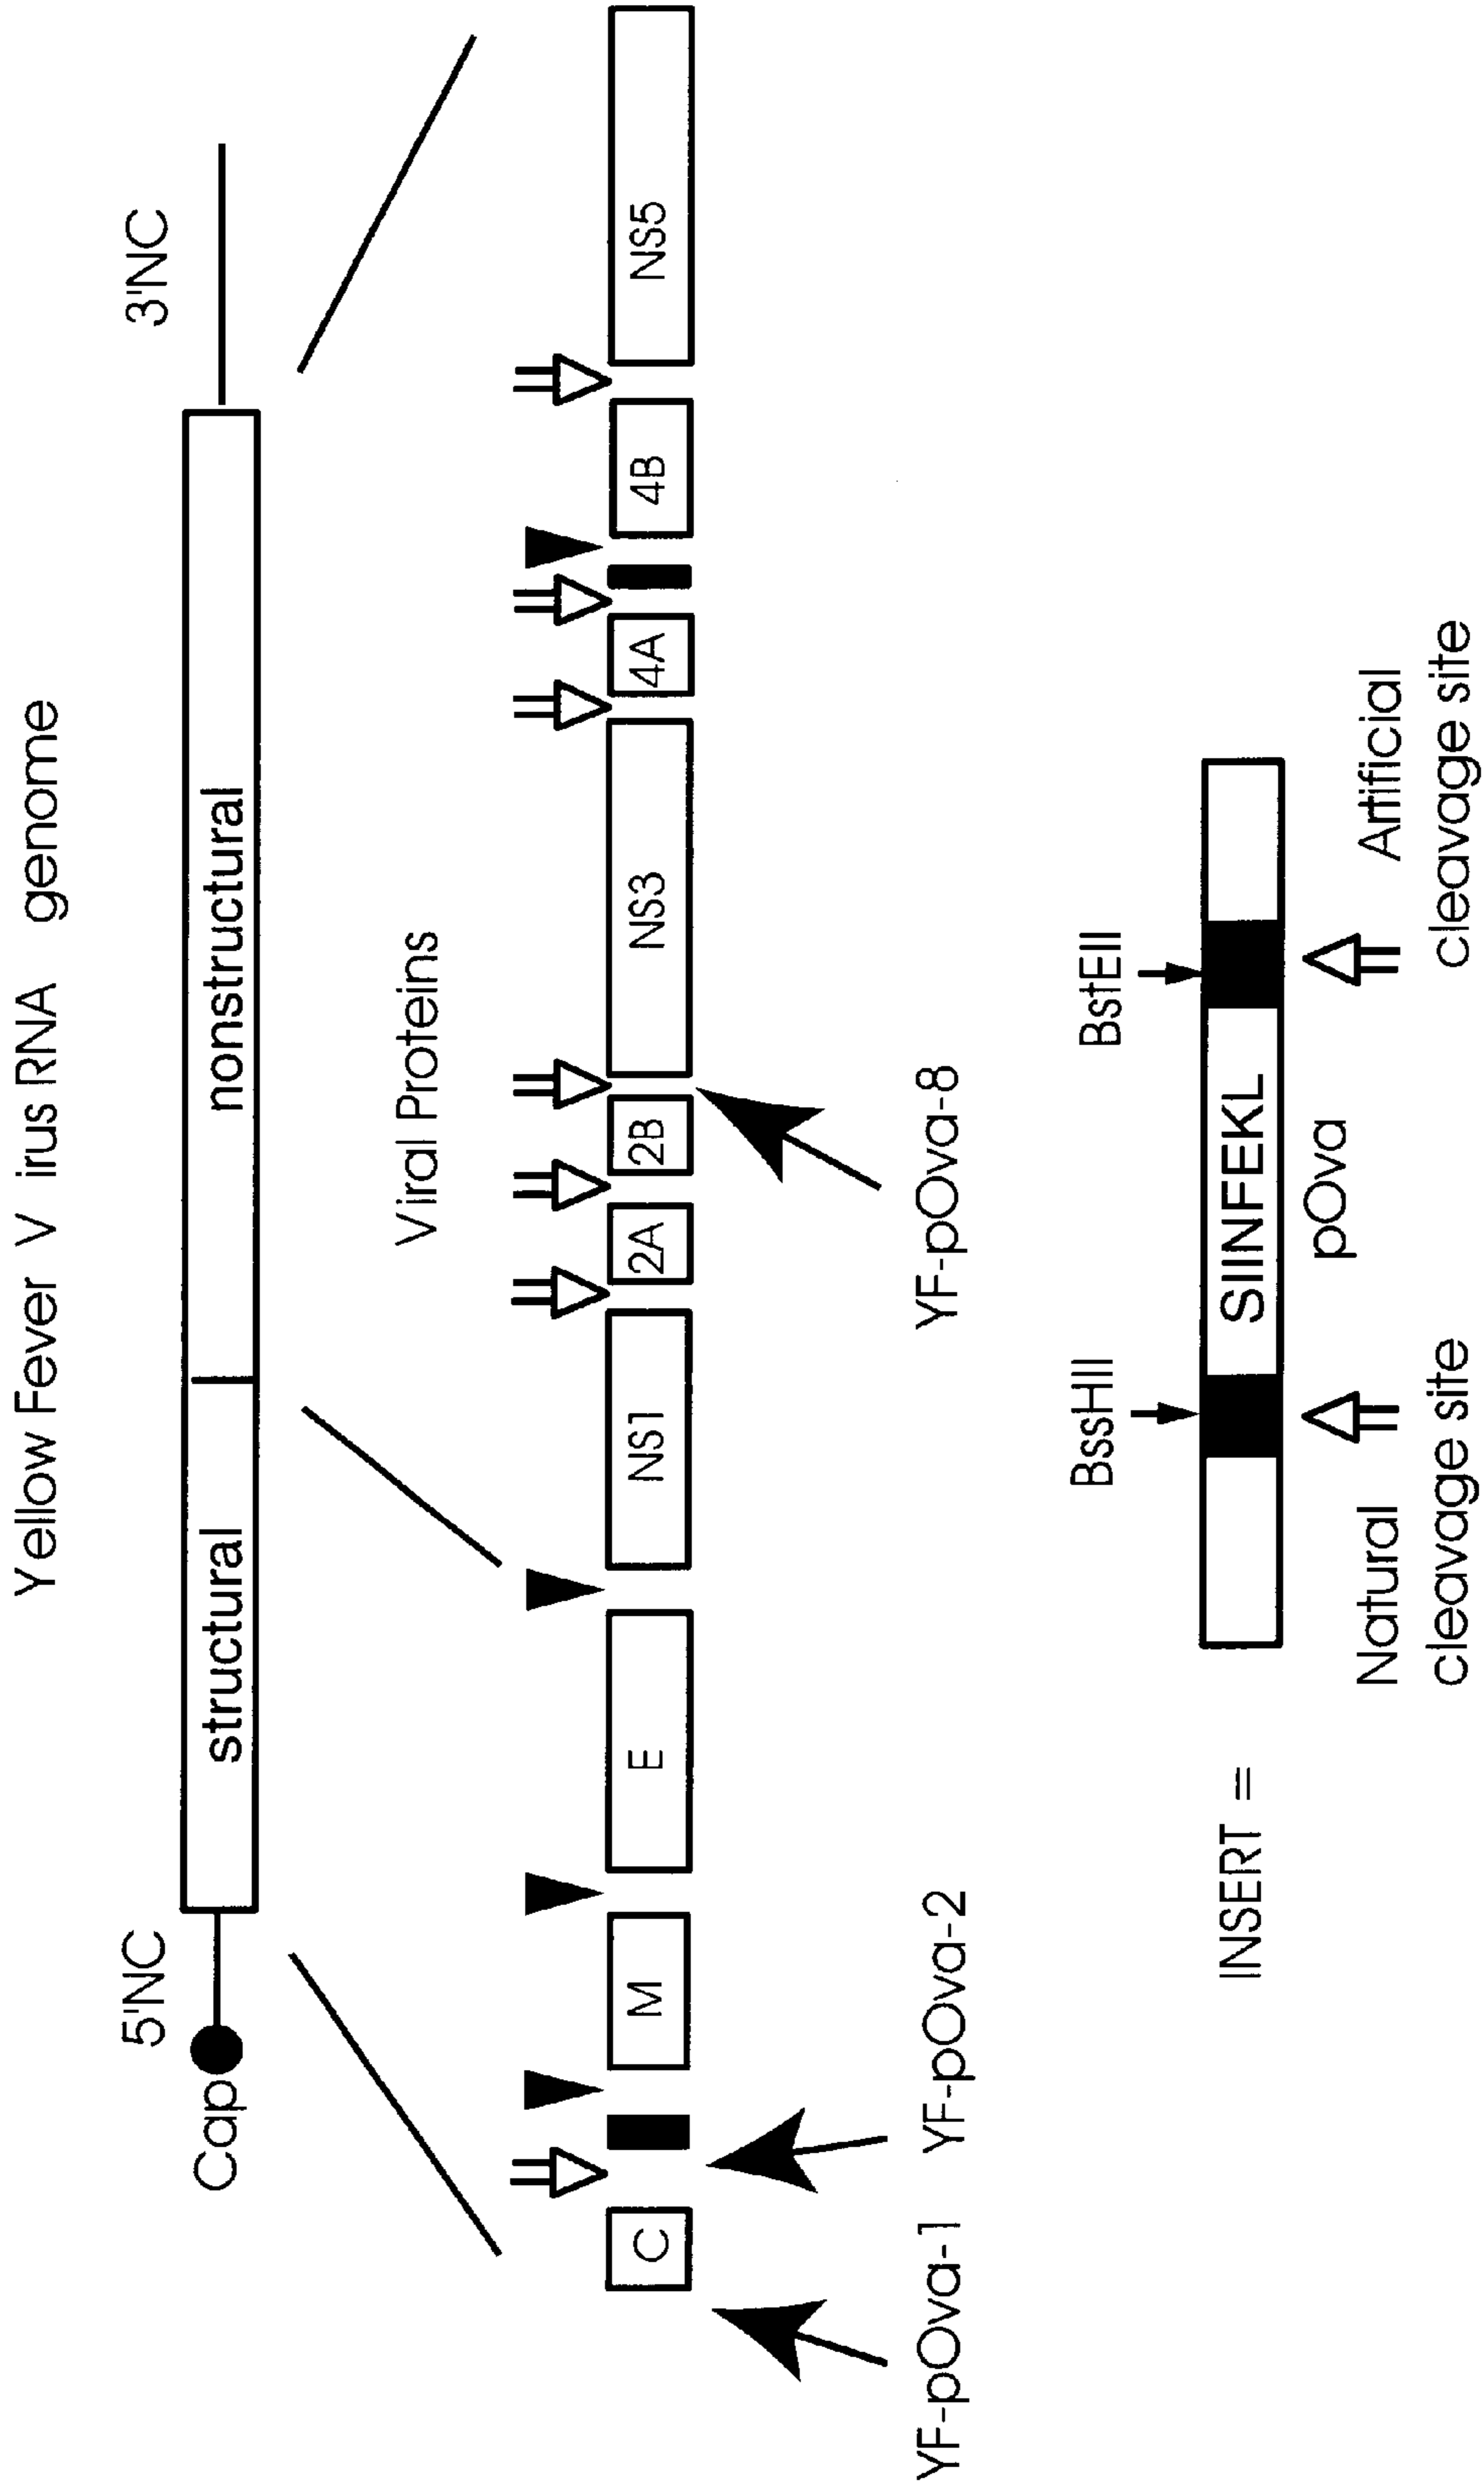 Yellow Fever V irus RNA genome
5'NC
3'NC
Cap
structural
nonstructural
Viral Proteins
C
M
E
NS1
2A
2B
NS3
4A
4B
NS5
YF-pOva-1
YF-pOva-2
YF-pOva-8
BssHII
BstEII
INSERT =
SIINFEKL
pOva
Natural
cleavage site
Artificial
cleavage site